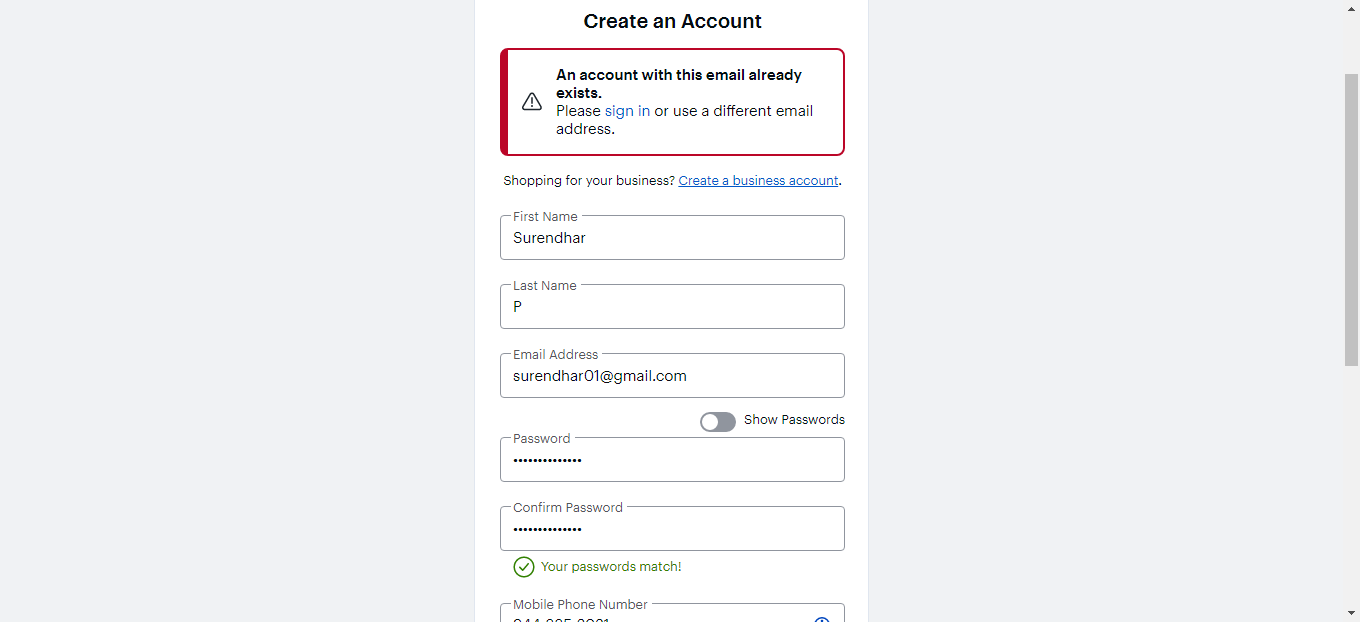 Create an Account
An account with this email already
exists.
Please sign in or use a different email
address.
Shopping for your business? Create a business account.
First Name
Surendhar
Last Name
P
Email Address
surendhar01@gmail.com
Show Passwords
Password
••••••••••••••
Confirm Password
••••••••••••••
Your passwords match!
Mobile Phone Number